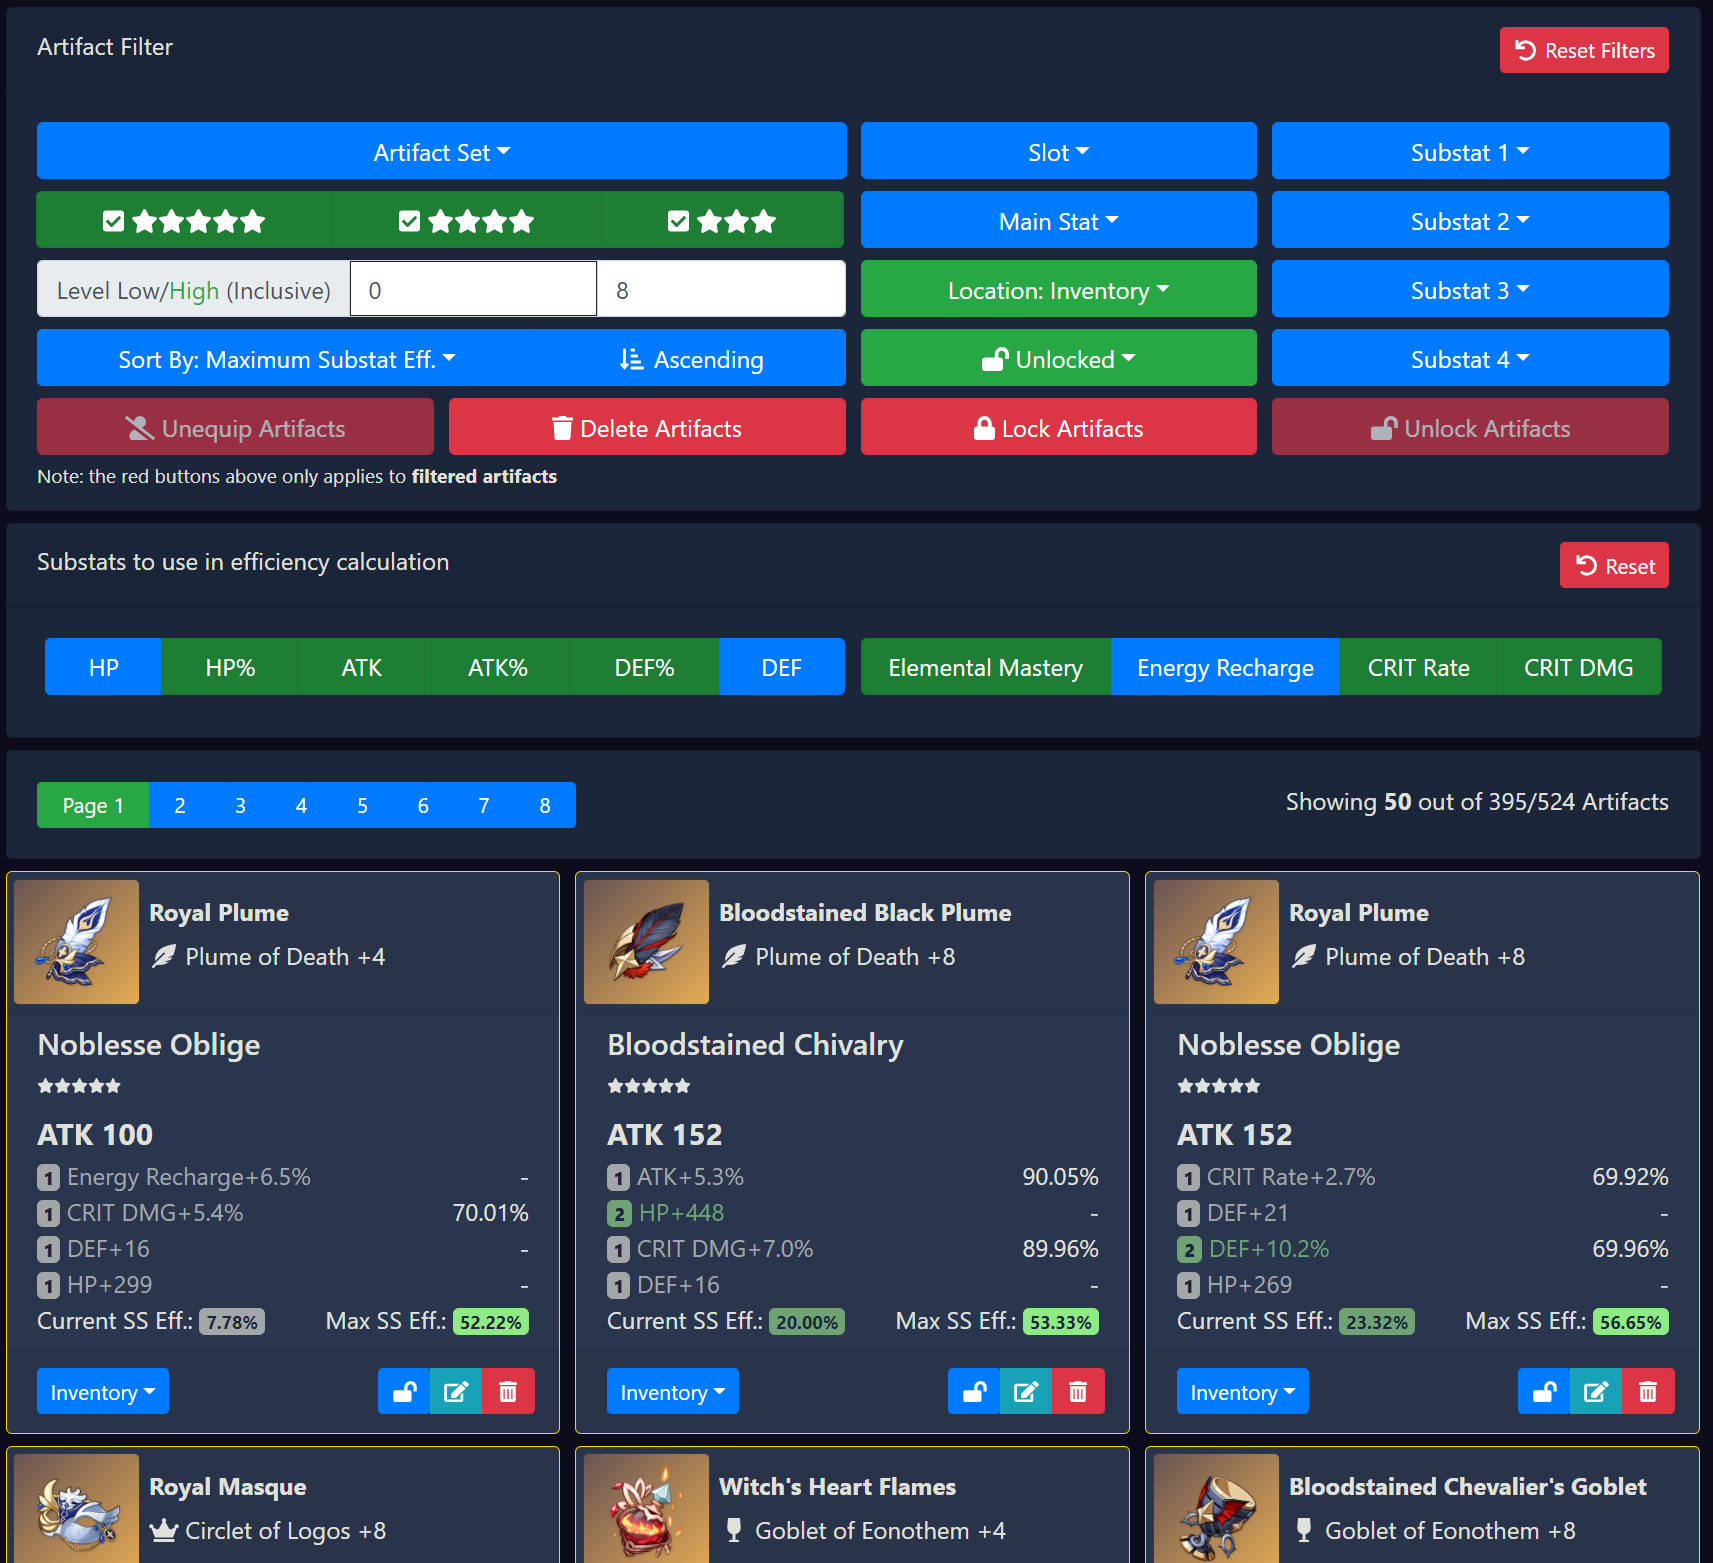 Artifact Filter
Reset Filters
Artifact Set
Slot
Substat 1
Main Stat
Substat 2
Level Low/High (Inclusive) 0 8
Location: Inventory
Substat 3
Sort By: Maximum Substat Eff. Ascending
Unlocked
Substat 4
Unequip Artifacts
Delete Artifacts
Lock Artifacts
Unlock Artifacts
Note: the red buttons above only applies to filtered artifacts
Substats to use in efficiency calculation
Reset
HP HP% ATK ATK% DEF% DEF Elemental Mastery Energy Recharge CRIT Rate CRIT DMG
Page 1 2 3 4 5 6 7 8
Showing 50 out of 395/524 Artifacts
Royal Plume
Plume of Death +4
Noblesse Oblige
ATK 100
1 Energy Recharge+6.5% -
1 CRIT DMG+5.4% 70.01%
1 DEF+16 -
1 HP+299 -
Current SS Eff.: 7.78% Max SS Eff.: 52.22%
Inventory
Bloodstained Black Plume
Plume of Death +8
Bloodstained Chivalry
ATK 152
1 ATK+5.3% 90.05%
2 HP+448 -
1 CRIT DMG+7.0% 89.96%
1 DEF+16 -
Current SS Eff.: 20.00% Max SS Eff.: 53.33%
Inventory
Royal Plume
Plume of Death +8
Noblesse Oblige
ATK 152
1 CRIT Rate+2.7% 69.92%
1 DEF+21 -
2 DEF+10.2% 69.96%
1 HP+269 -
Current SS Eff.: 23.32% Max SS Eff.: 56.65%
Inventory
Royal Masque
Circlet of Logos +8
Witch's Heart Flames
Goblet of Eonothem +4
Bloodstained Chevalier's Goblet
Goblet of Eonothem +8